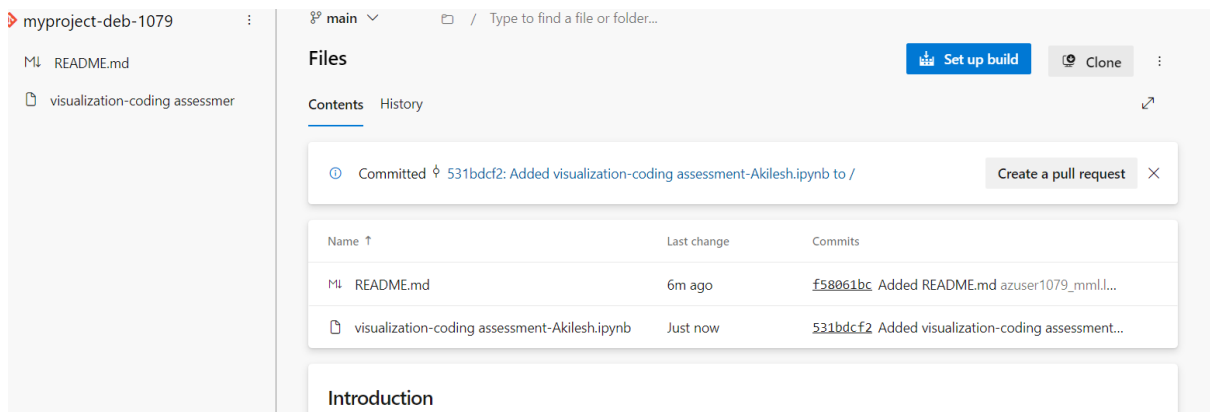 myproject-deb-1079
README.md
visualization-coding assessmer
main
/ Type to find a file or folder...
Files
Set up build
Clone
Contents History
Committed 531bdcf2: Added visualization-coding assessment-Akilesh.ipynb to /
Create a pull request
Name ↑ Last change Commits
M↓ README.md 6m ago f58061bc Added README.md azuser1079_mml.l...
visualization-coding assessment-Akilesh.ipynb Just now 531bdcf2 Added visualization-coding assessment...
Introduction